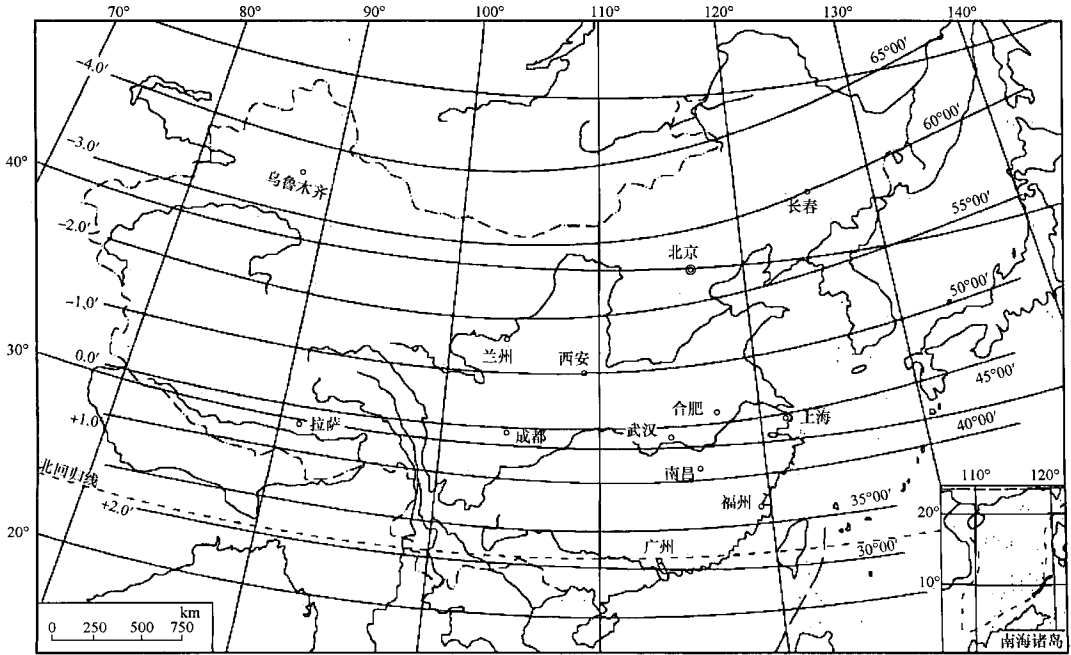 70° 80° 90° 100° 110° 120° 130° 140°
65°00'
-4.0'
60°00'
-3.0'
40°
乌鲁木齐
长春
55°00'
-2.0'
北京
50°00'
-1.0'
30°
0.0'
兰州
西安
45°00'
合肥
上海
+1.0'
拉萨
成都
武汉
40°00'
南昌
北回归线
110° 120°
+2.0'
福州
35°00'
20°
20°
广州
30°00'
10°
km
0 250 500 750
南海诸岛